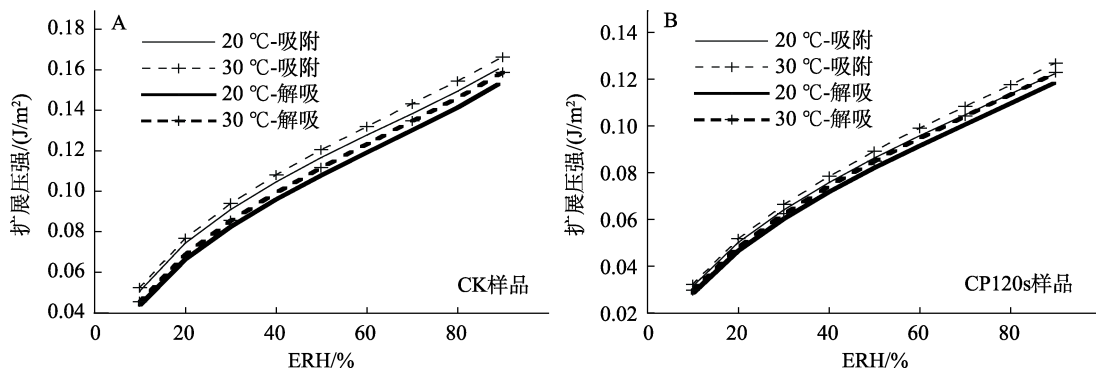 A
0.18
0.16
0.14
0.12
0.10
0.08
0.06
0.04
扩展压强/(J/m²)
20 ℃-吸附
30 ℃-吸附
20 ℃-解吸
30 ℃-解吸
CK样品
0 20 40 60 80
ERH/%
B
0.14
0.12
0.10
0.08
0.06
0.04
0.02
扩展压强/(J/m²)
20 ℃-吸附
30 ℃-吸附
20 ℃-解吸
30 ℃-解吸
CP120s样品
0 20 40 60 80
ERH/%